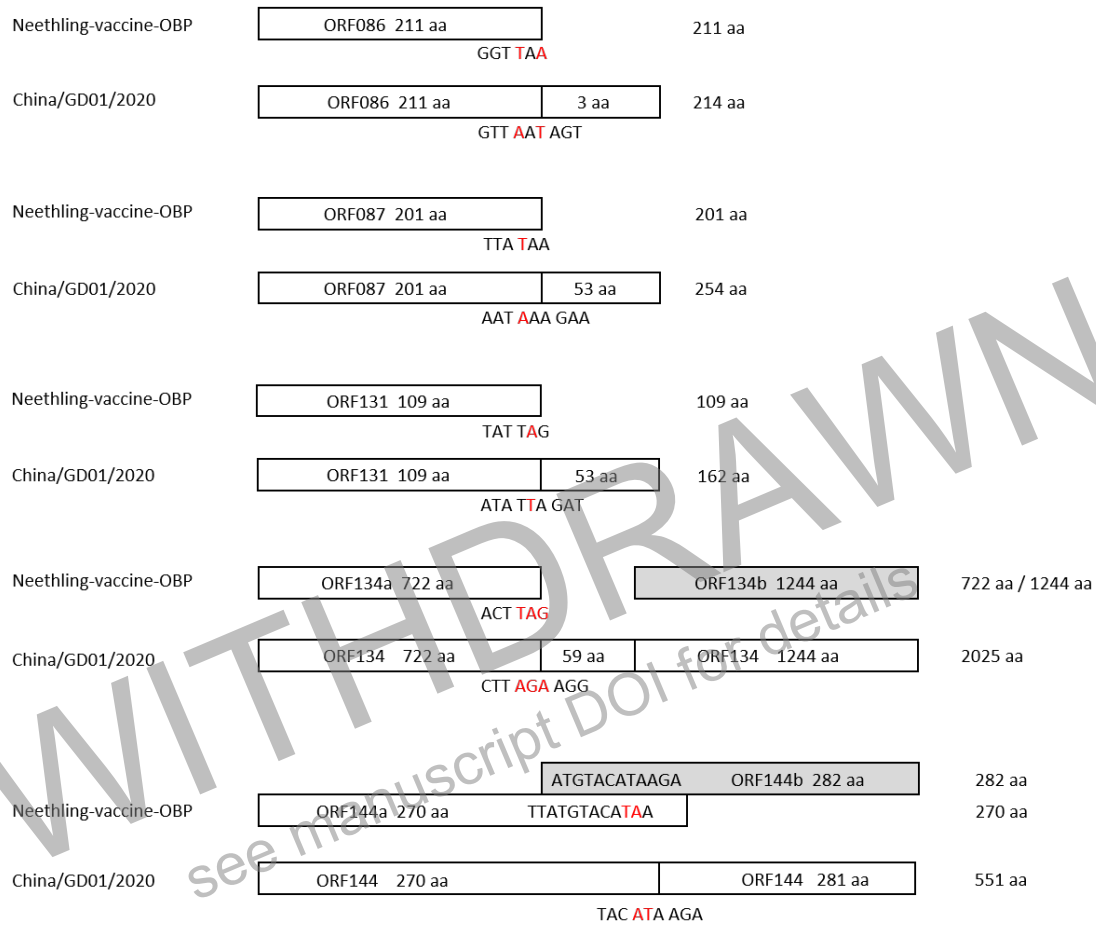 Neethling-vaccine-OBP ORF086 211 aa 211 aa
GGT TAA
China/GD01/2020 ORF086 211 aa 3 aa 214 aa
GTT AAT AGT
Neethling-vaccine-OBP ORF087 201 aa 201 aa
TTA TAA
China/GD01/2020 ORF087 201 aa 53 aa 254 aa
AAT AAA GAA
Neethling-vaccine-OBP ORF131 109 aa 109 aa
TAT TAG
China/GD01/2020 ORF131 109 aa 53 aa 162 aa
ATA TTA GAT
Neethling-vaccine-OBP ORF134a 722 aa ORF134b 1244 aa 722 aa / 1244 aa
ACT TAG
China/GD01/2020 ORF134 722 aa 59 aa ORF134 1244 aa 2025 aa
CTT AGA AGG
ATGTACATAAGA ORF144b 282 aa 282 aa
Neethling-vaccine-OBP ORF144a 270 aa TTATGTACATAA 270 aa
China/GD01/2020 ORF144 270 aa ORF144 281 aa 551 aa
TAC ATA AGA
WITHDRAWN
see manuscript DOI for details